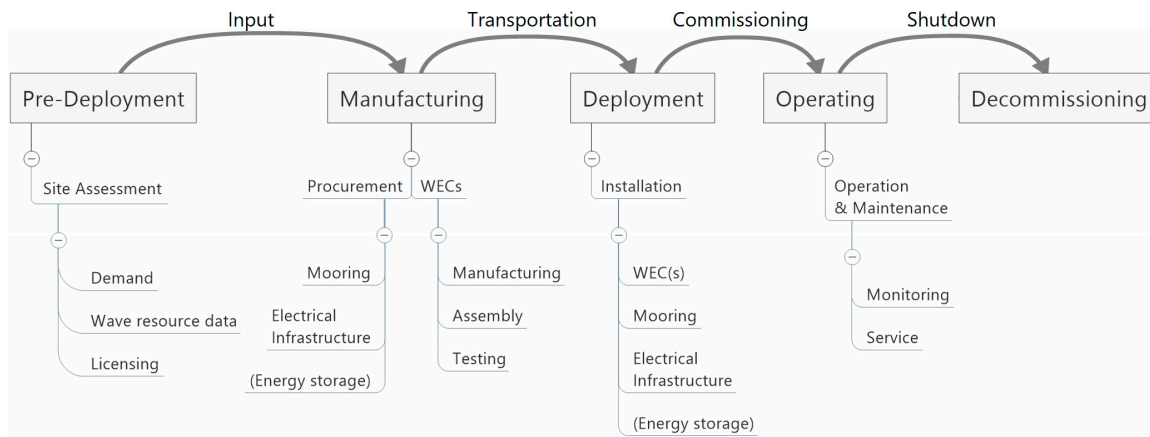 Input
Transportation
Commissioning
Shutdown
Pre-Deployment
Manufacturing
Deployment
Operating
Decommissioning
Site Assessment
Demand
Wave resource data
Licensing
Procurement
Mooring
Electrical
Infrastructure
(Energy storage)
WECs
Manufacturing
Assembly
Testing
Installation
WEC(s)
Mooring
Electrical
Infrastructure
(Energy storage)
Operation
& Maintenance
Monitoring
Service